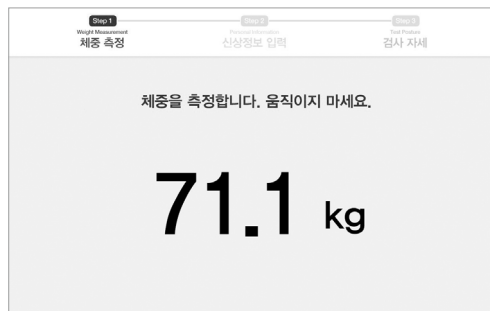 Step 1
Weight Measurement
체중 측정
Step 2
Personal Information
신상정보 입력
Step 3
Test Posture
검사 자세
체중을 측정합니다. 움직이지 마세요.
71.1 kg